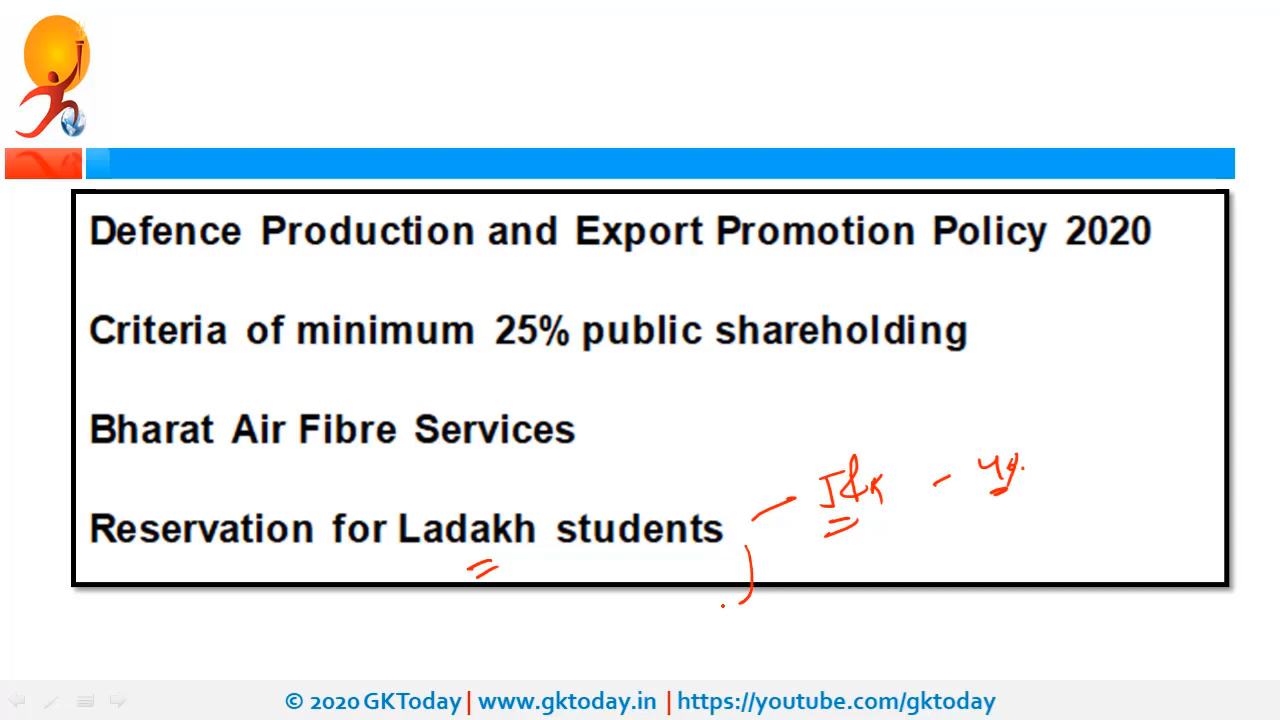 Defence Production and Export Promotion Policy 2020
Criteria of minimum 25% public shareholding
Bharat Air Fibre Services
Reservation for Ladakh students
J&K - 4%.
© 2020 GKToday | www.gktoday.in | https://youtube.com/gktoday